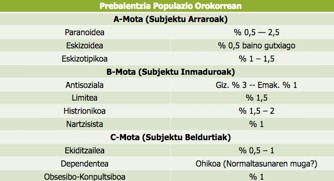 Prebalentzia Populazio Orokorrean
A-Mota (Subjektu Arraroak)
Paranoidea % 0,5 — 2,5
Eskizoidea % 0,5 baino gutxiago
Eskizotipikoa % 1 – 1,5
B-Mota (Subjektu Inmaduroak)
Antisoziala Giz. % 3 -- Emak. % 1
Limitea % 1,5
Histrionikoa % 1,5 – 2
Nartzisista % 1
C-Mota (Subjektu Beldurtiak)
Ekiditzailea % 0,5 – 1
Dependentea Ohikoa (Normaltasunaren muga?)
Obsesibo-Konpultsiboa % 1